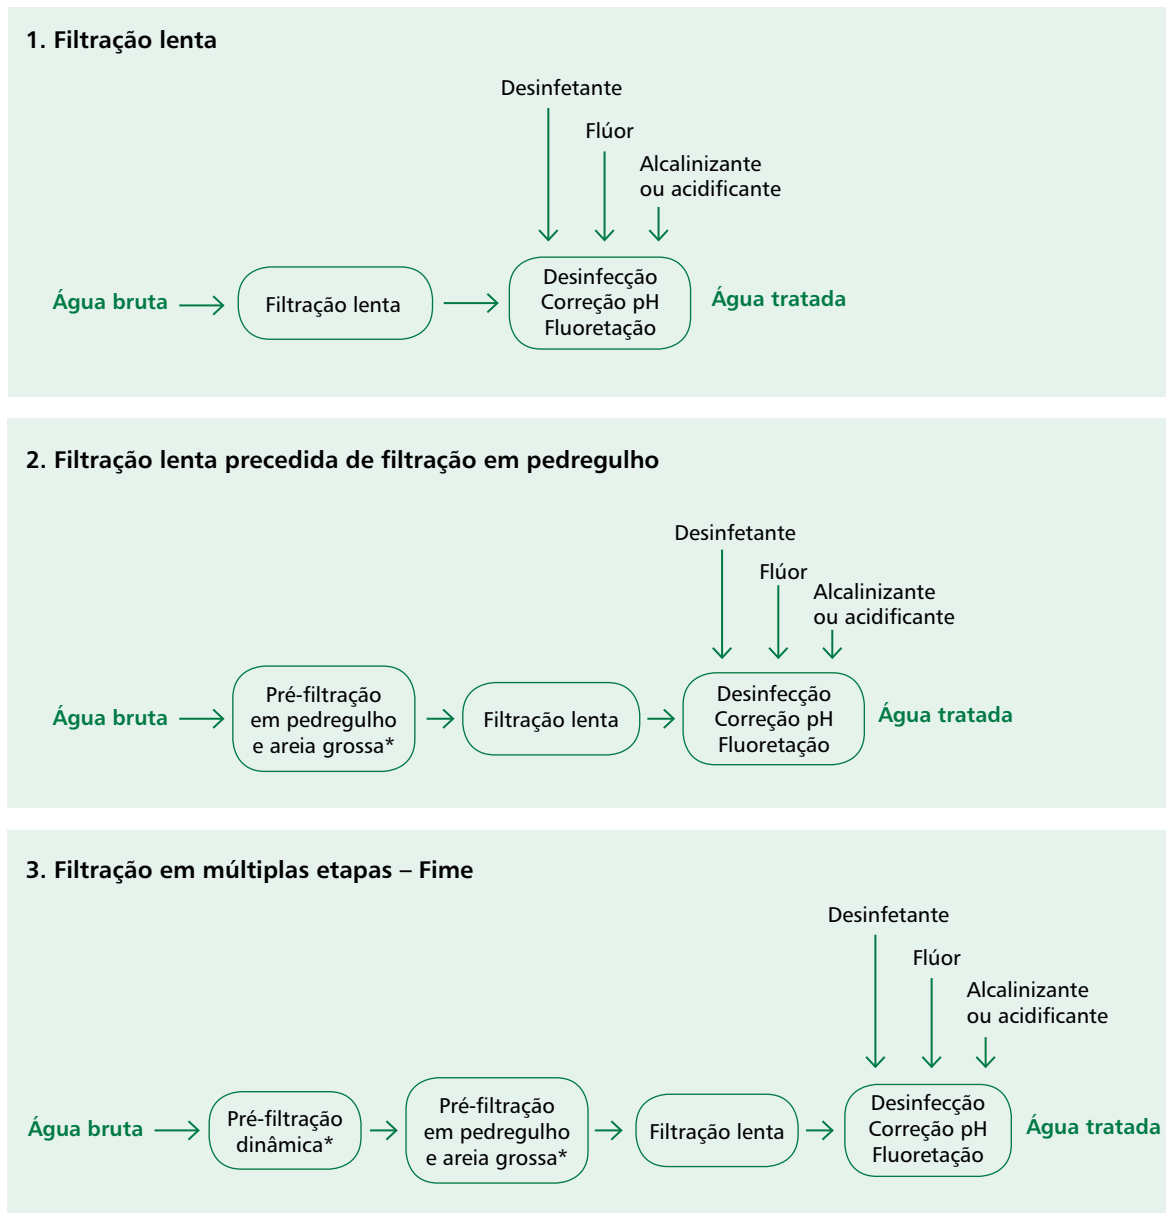 1. Filtração lenta
Desinfetante
Flúor
Alcalinizante
ou acidificante
Água bruta
Filtração lenta
Desinfecção
Correção pH
Fluoretação
Água tratada
2. Filtração lenta precedida de filtração em pedregulho
Desinfetante
Flúor
Alcalinizante
ou acidificante
Água bruta
Pré-filtração
em pedregulho
e areia grossa*
Filtração lenta
Desinfecção
Correção pH
Fluoretação
Água tratada
3. Filtração em múltiplas etapas – Fime
Desinfetante
Flúor
Alcalinizante
ou acidificante
Água bruta
Pré-filtração
dinâmica*
Pré-filtração
em pedregulho
e areia grossa*
Filtração lenta
Desinfecção
Correção pH
Fluoretação
Água tratada